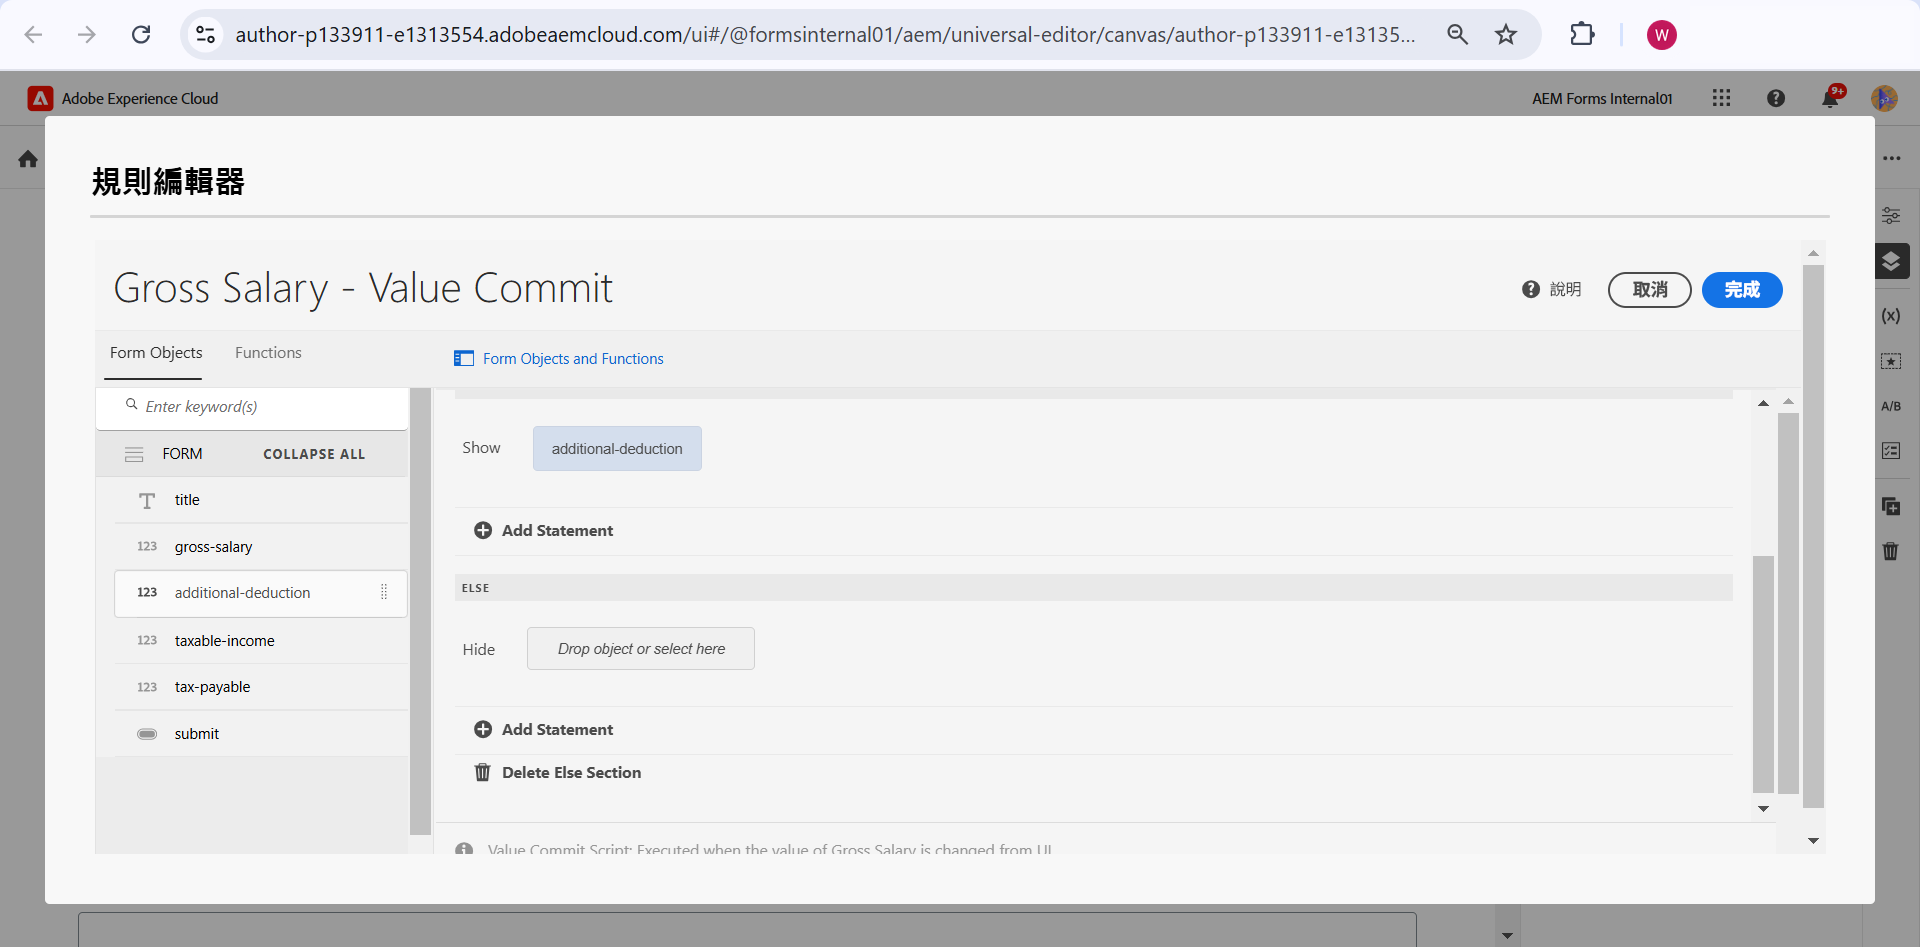 author-p133911-e1313554.adobeaemcloud.com/ui#/@formsinternal01/aem/universal-editor/canvas/author-p133911-e13135...
W
Adobe Experience Cloud
AEM Forms Internal01
9+
規則編輯器
Gross Salary - Value Commit
說明
取消
完成
Form Objects
Functions
Form Objects and Functions
Enter keyword(s)
FORM
COLLAPSE ALL
title
123 gross-salary
123 additional-deduction
123 taxable-income
123 tax-payable
submit
Show
additional-deduction
Add Statement
ELSE
Hide
Drop object or select here
Add Statement
Delete Else Section
Value Commit Script: Executed when the value of Gross Salary is changed from UI
(x)
A/B